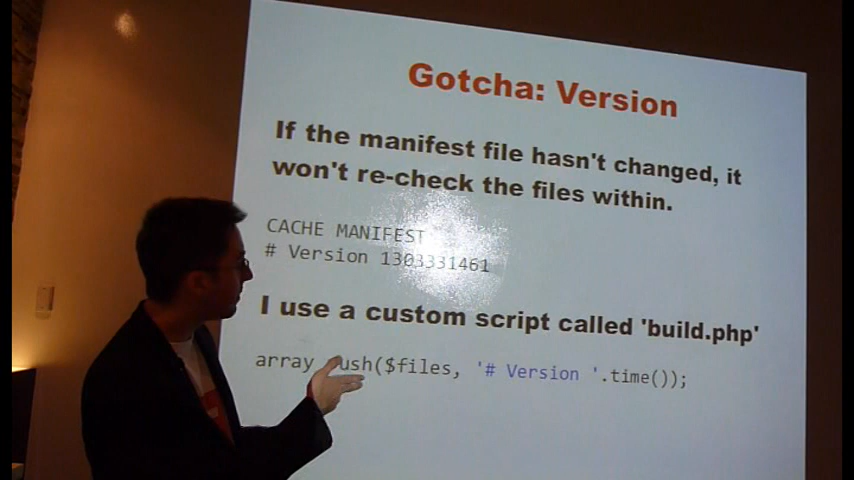 Gotcha: Version
If the manifest file hasn't changed, it
won't re-check the files within.
CACHE MANIFEST
# Version 1303331461
I use a custom script called 'build.php'
array ush($files, '# Version '.time());